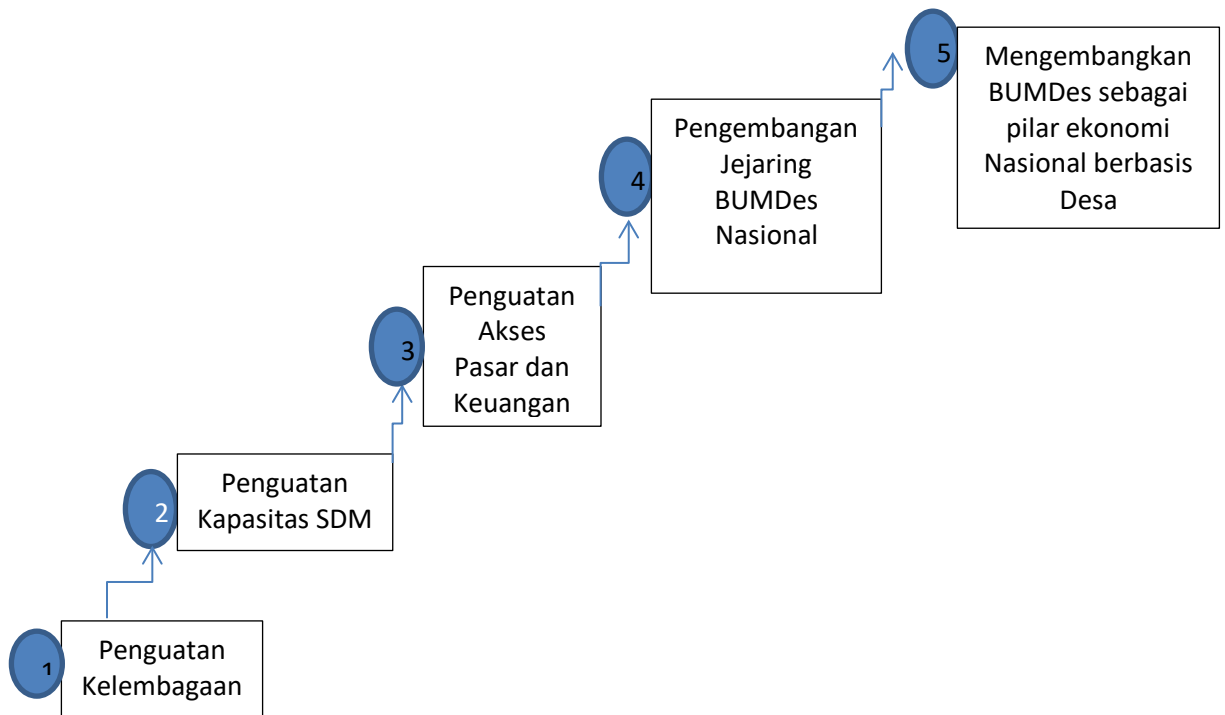 1
Penguatan
Kelembagaan
2
Penguatan
Kapasitas SDM
3
Penguatan
Akses
Pasar dan
Keuangan
4
Pengembangan
Jejaring
BUMDes
Nasional
5
Mengembangkan
BUMDes sebagai
pilar ekonomi
Nasional berbasis
Desa